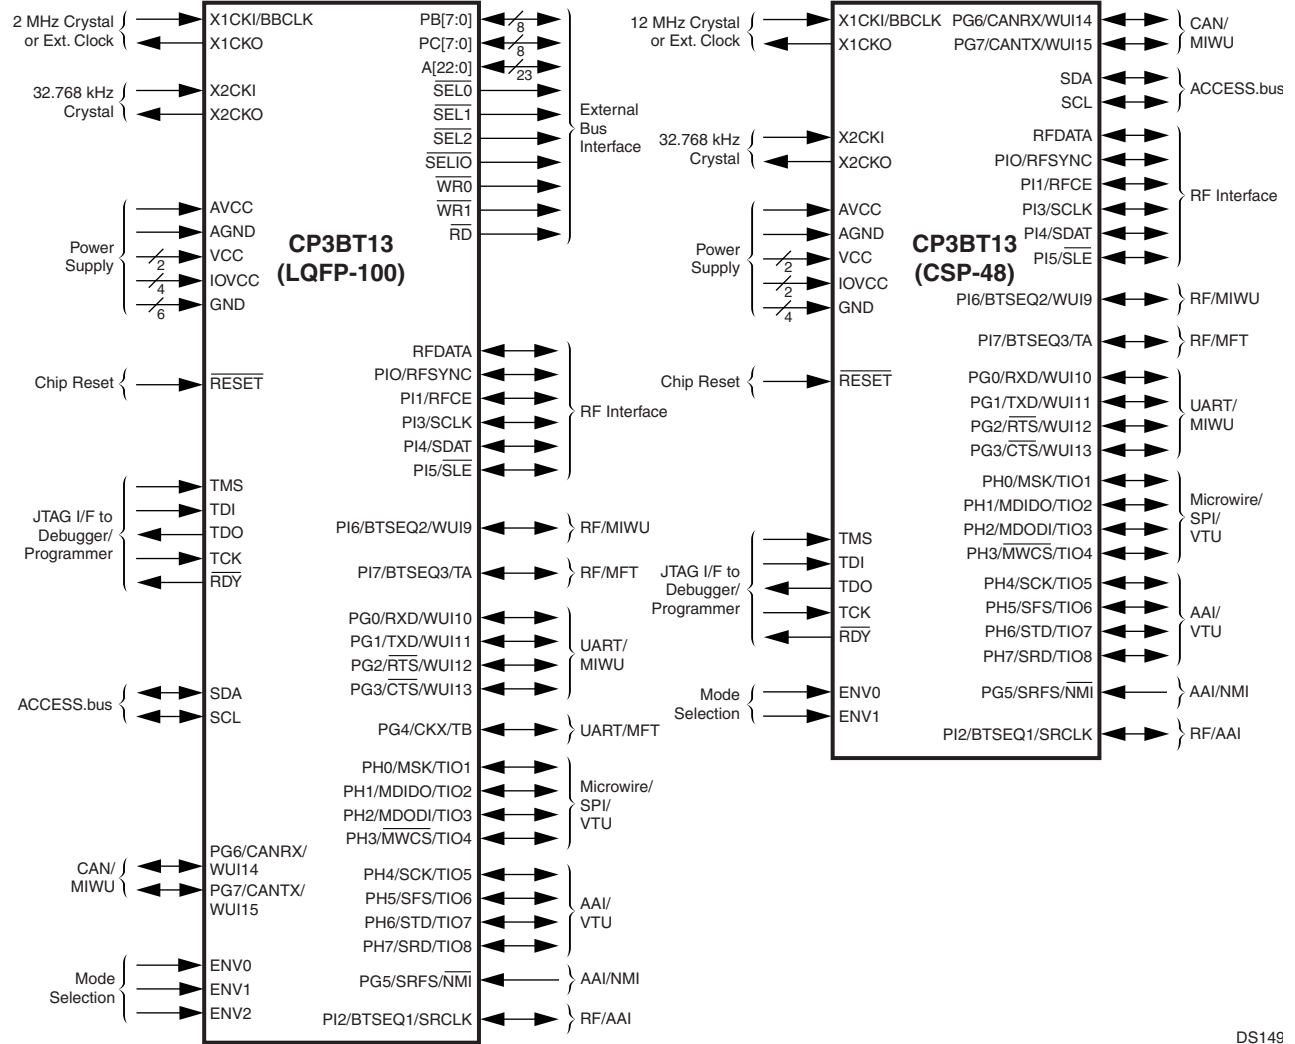 2 MHz Crystal
or Ext. Clock
X1CKI/BBCLK
X1CKO
32.768 kHz
Crystal
X2CKI
X2CKO
Power
Supply
AVCC
AGND
VCC
2
IOVCC
4
GND
6
CP3BT13
(LQFP-100)
Chip Reset
RESET
JTAG I/F to
Debugger/
Programmer
TMS
TDI
TDO
TCK
RDY
ACCESS.bus
SDA
SCL
CAN/
MIWU
PG6/CANRX/
WUI14
PG7/CANTX/
WUI15
Mode
Selection
ENV0
ENV1
ENV2
PB[7:0]
8
PC[7:0]
8
A[22:0]
23
SEL0
SEL1
SEL2
SELIO
WR0
WR1
RD
External
Bus
Interface
RFDATA
PIO/RFSYNC
PI1/RFCE
PI3/SCLK
PI4/SDAT
PI5/SLE
RF Interface
PI6/BTSEQ2/WUI9
RF/MIWU
PI7/BTSEQ3/TA
RF/MFT
PG0/RXD/WUI10
PG1/TXD/WUI11
PG2/RTS/WUI12
PG3/CTS/WUI13
UART/
MIWU
PG4/CKX/TB
UART/MFT
PH0/MSK/TIO1
PH1/MDIDO/TIO2
PH2/MDODI/TIO3
PH3/MWCS/TIO4
Microwire/
SPI/
VTU
PH4/SCK/TIO5
PH5/SFS/TIO6
PH6/STD/TIO7
PH7/SRD/TIO8
AAI/
VTU
PG5/SRFS/NMI
AAI/NMI
PI2/BTSEQ1/SRCLK
RF/AAI
12 MHz Crystal
or Ext. Clock
X1CKI/BBCLK
X1CKO
32.768 kHz
Crystal
X2CKI
X2CKO
Power
Supply
AVCC
AGND
VCC
2
IOVCC
2
GND
4
CP3BT13
(CSP-48)
Chip Reset
RESET
JTAG I/F to
Debugger/
Programmer
TMS
TDI
TDO
TCK
RDY
Mode
Selection
ENV0
ENV1
PG6/CANRX/WUI14
PG7/CANTX/WUI15
CAN/
MIWU
SDA
SCL
ACCESS.bus
RFDATA
PIO/RFSYNC
PI1/RFCE
PI3/SCLK
PI4/SDAT
PI5/SLE
RF Interface
PI6/BTSEQ2/WUI9
RF/MIWU
PI7/BTSEQ3/TA
RF/MFT
PG0/RXD/WUI10
PG1/TXD/WUI11
PG2/RTS/WUI12
PG3/CTS/WUI13
UART/
MIWU
PH0/MSK/TIO1
PH1/MDIDO/TIO2
PH2/MDODI/TIO3
PH3/MWCS/TIO4
Microwire/
SPI/
VTU
PH4/SCK/TIO5
PH5/SFS/TIO6
PH6/STD/TIO7
PH7/SRD/TIO8
AAI/
VTU
PG5/SRFS/NMI
AAI/NMI
PI2/BTSEQ1/SRCLK
RF/AAI
DS149